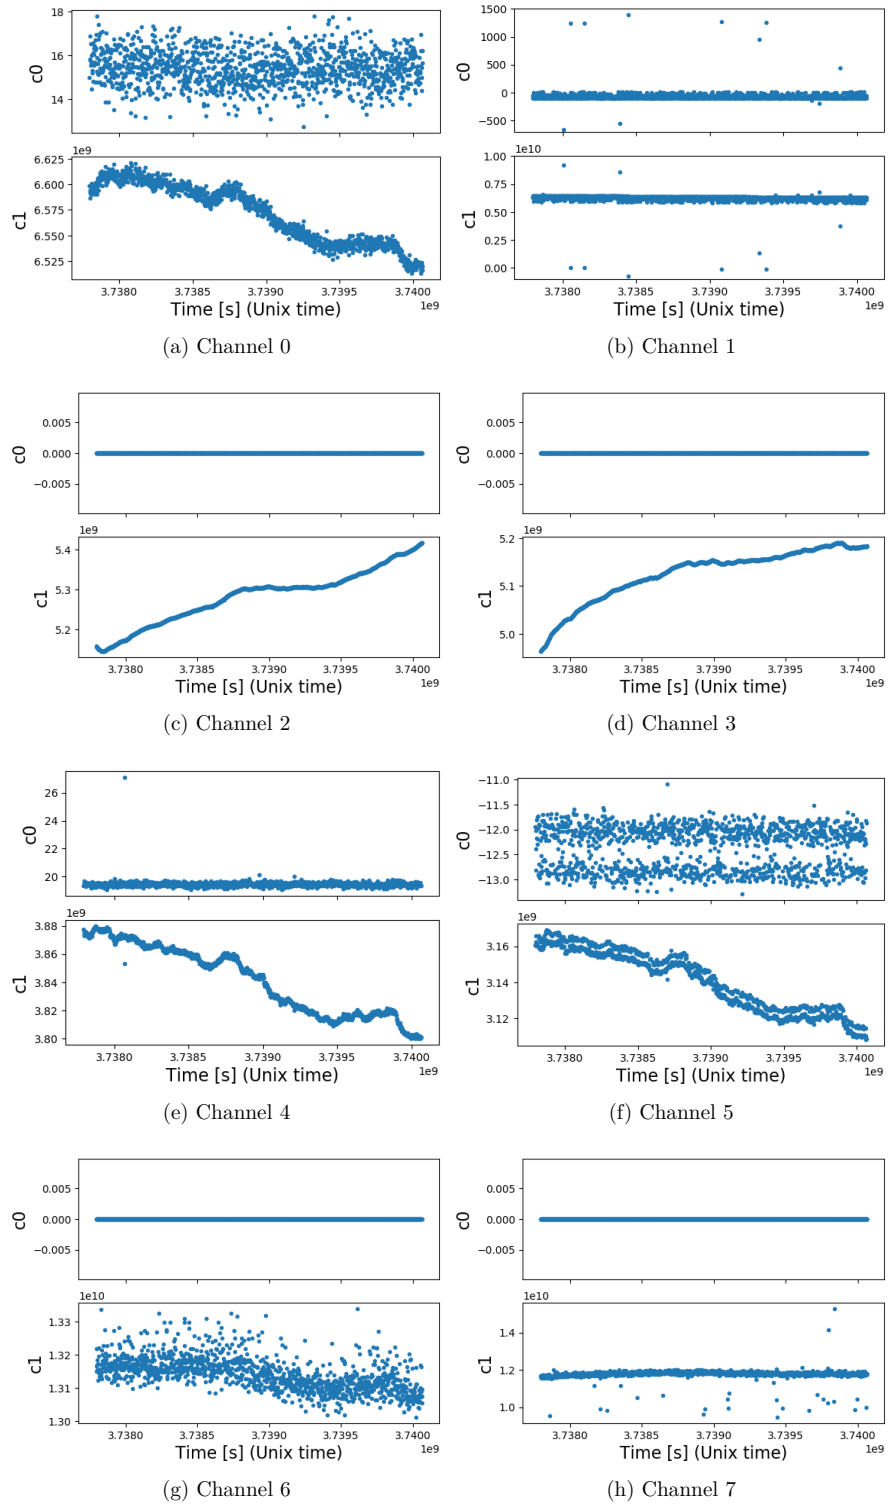 18
16
14
c0
1e9
6.625
6.600
6.575
6.550
6.525
c1
3.7380 3.7385 3.7390 3.7395 3.7400
1e9
Time [s] (Unix time)
(a) Channel 0
1500
1000
500
0
−500
c0
1e10
1.00
0.75
0.50
0.25
0.00
c1
3.7380 3.7385 3.7390 3.7395 3.7400
1e9
Time [s] (Unix time)
(b) Channel 1
0.005
0.000
−0.005
c0
1e9
5.4
5.3
5.2
c1
3.7380 3.7385 3.7390 3.7395 3.7400
1e9
Time [s] (Unix time)
(c) Channel 2
0.005
0.000
−0.005
c0
1e9
5.2
5.1
5.0
c1
3.7380 3.7385 3.7390 3.7395 3.7400
1e9
Time [s] (Unix time)
(d) Channel 3
26
24
22
20
c0
1e9
3.88
3.86
3.84
3.82
3.80
c1
3.7380 3.7385 3.7390 3.7395 3.7400
1e9
Time [s] (Unix time)
(e) Channel 4
−11.0
−11.5
−12.0
−12.5
−13.0
c0
1e9
3.16
3.14
3.12
c1
3.7380 3.7385 3.7390 3.7395 3.7400
1e9
Time [s] (Unix time)
(f) Channel 5
0.005
0.000
−0.005
c0
1e10
1.33
1.32
1.31
1.30
c1
3.7380 3.7385 3.7390 3.7395 3.7400
1e9
Time [s] (Unix time)
(g) Channel 6
0.005
0.000
−0.005
c0
1e10
1.4
1.2
1.0
c1
3.7380 3.7385 3.7390 3.7395 3.7400
1e9
Time [s] (Unix time)
(h) Channel 7